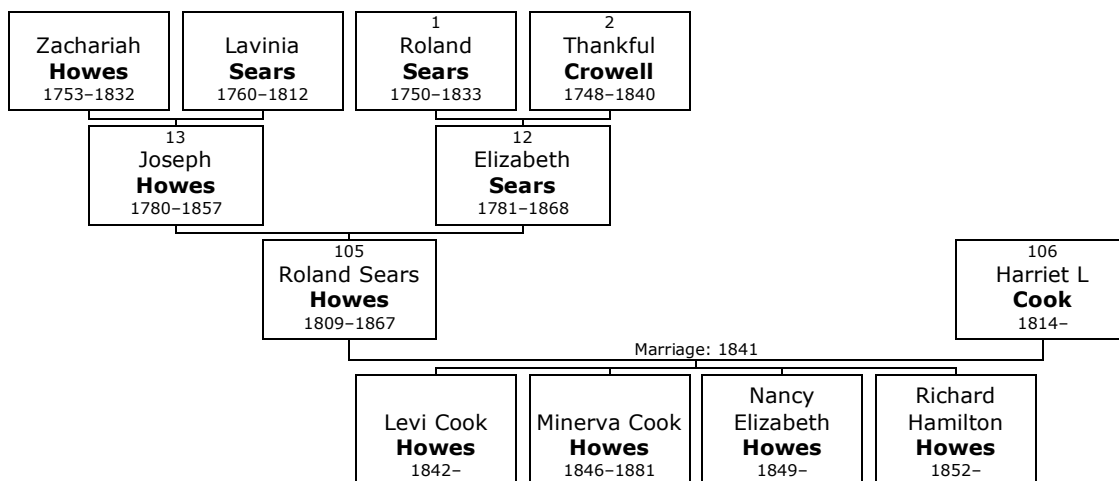 Zachariah
Howes
1753–1832
Lavinia
Sears
1760–1812
1
Roland
Sears
1750–1833
2
Thankful
Crowell
1748–1840
13
Joseph
Howes
1780–1857
12
Elizabeth
Sears
1781–1868
105
Roland Sears
Howes
1809–1867
106
Harriet L
Cook
1814–
Marriage: 1841
Levi Cook
Howes
1842–
Minerva Cook
Howes
1846–1881
Nancy
Elizabeth
Howes
1849–
Richard
Hamilton
Howes
1852–